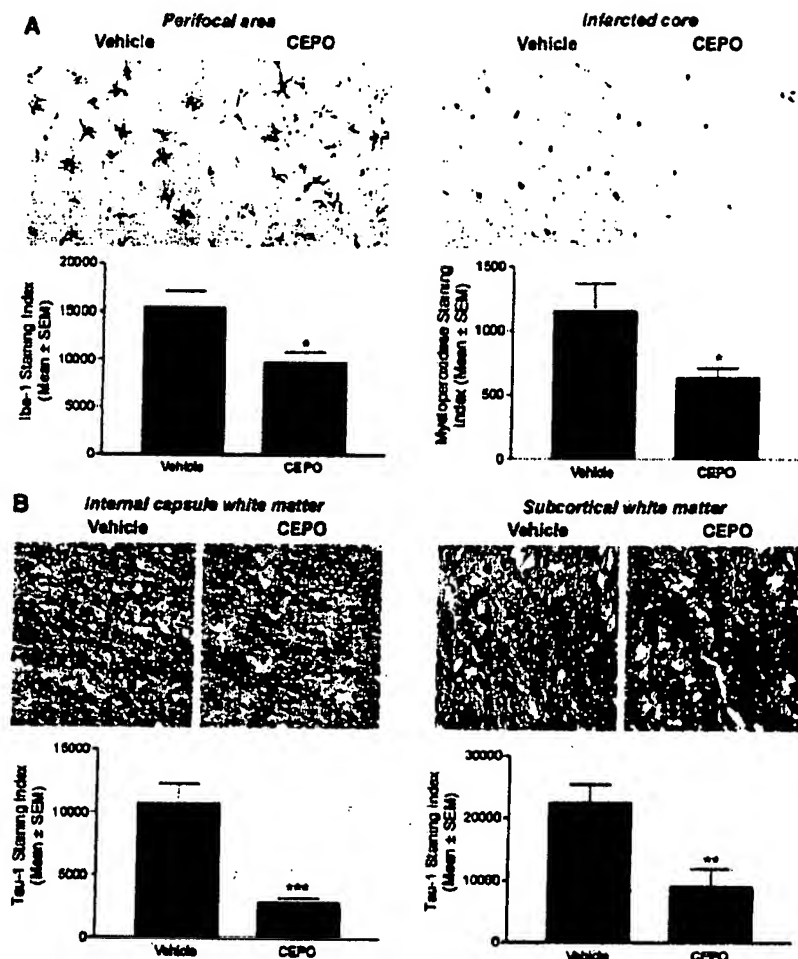 A
Perifocal area
Vehicle CEPO
Infarcted core
Vehicle CEPO
Iba-1 Staining Index
(Mean ± SEM)
20000
15000
10000
5000
0
*
Vehicle CEPO
Myeloperoxidase Staining
Index (Mean ± SEM)
1500
1000
500
0
*
Vehicle CEPO
B
Internal capsule white matter
Vehicle CEPO
Subcortical white matter
Vehicle CEPO
Tau-1 Staining Index
(Mean ± SEM)
15000
10000
5000
0
***
Vehicle CEPO
Tau-1 Staining Index
(Mean ± SEM)
30000
20000
10000
0
**
Vehicle CEPO